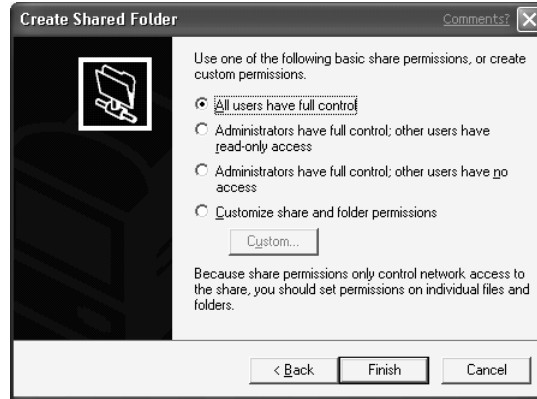 Create Shared Folder
Comments?
Use one of the following basic share permissions, or create
custom permissions.
All users have full control
Administrators have full control; other users have
read-only access
Administrators have full control; other users have no
access
Customize share and folder permissions
Custom...
Because share permissions only control network access to
the share, you should set permissions on individual files and
folders.
< Back
Finish
Cancel